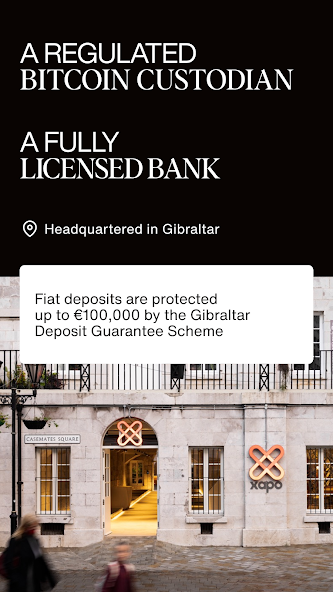 A REGULATED
BITCOIN CUSTODIAN
A FULLY
LICENSED BANK
Headquartered in Gibraltar
Fiat deposits are protected
up to €100,000 by the Gibraltar
Deposit Guarantee Scheme
CASEMATES SQUARE
xapo